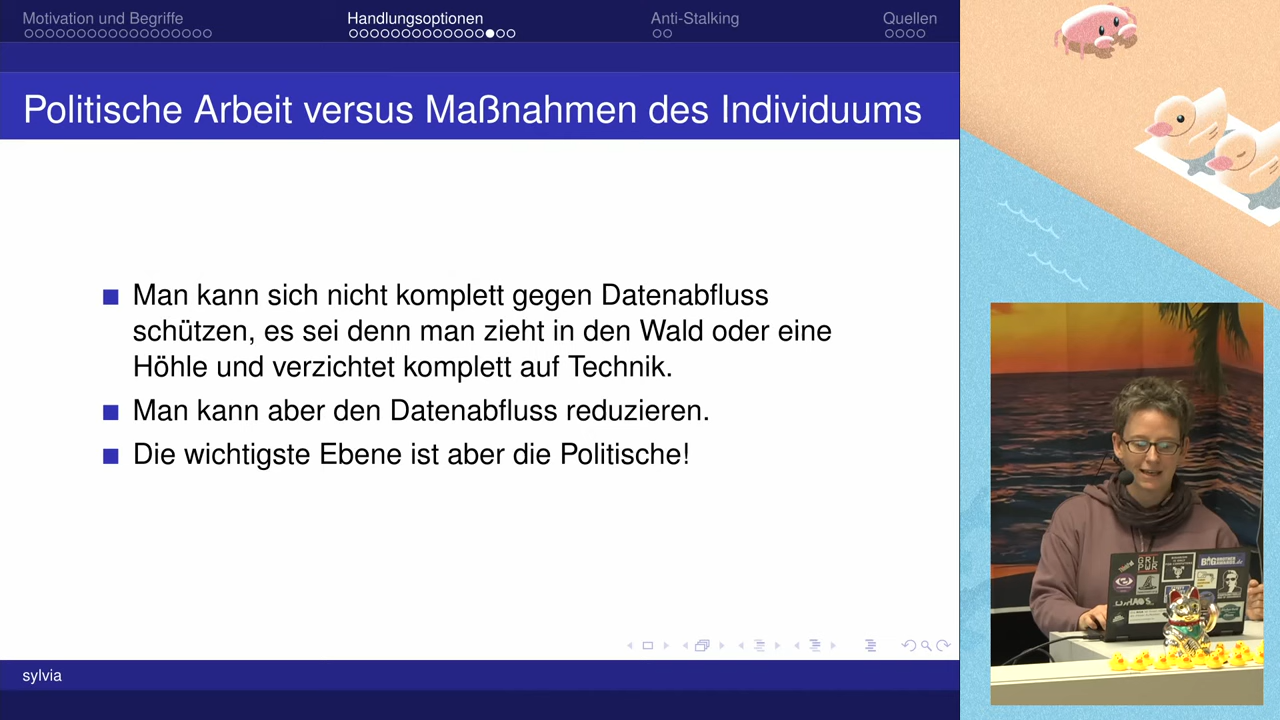 Motivation und Begriffe
Handlungsoptionen
Anti-Stalking
Quellen
Politische Arbeit versus Maßnahmen des Individuums
Man kann sich nicht komplett gegen Datenabfluss
schützen, es sei denn man zieht in den Wald oder eine
Höhle und verzichtet komplett auf Technik.
Man kann aber den Datenabfluss reduzieren.
Die wichtigste Ebene ist aber die Politische!
sylvia
GRL
PWR